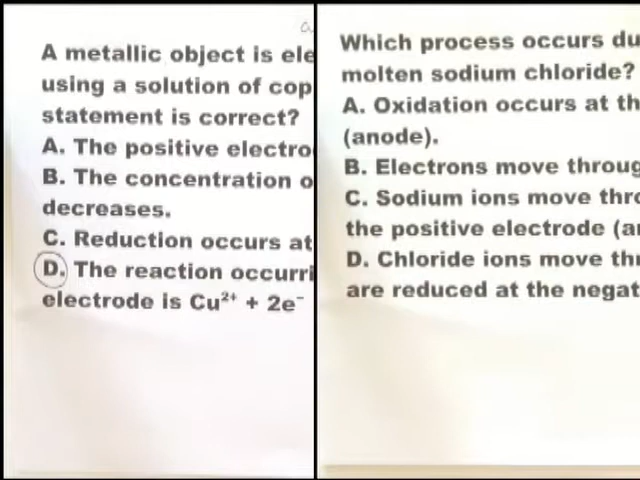 A metallic object is ele
using a solution of cop
statement is correct?
A. The positive electro
B. The concentration o
decreases.
C. Reduction occurs at
D. The reaction occurri
electrode is Cu²⁺ + 2e⁻
Which process occurs du
molten sodium chloride?
A. Oxidation occurs at th
(anode).
B. Electrons move throug
C. Sodium ions move thro
the positive electrode (a
D. Chloride ions move th
are reduced at the negat